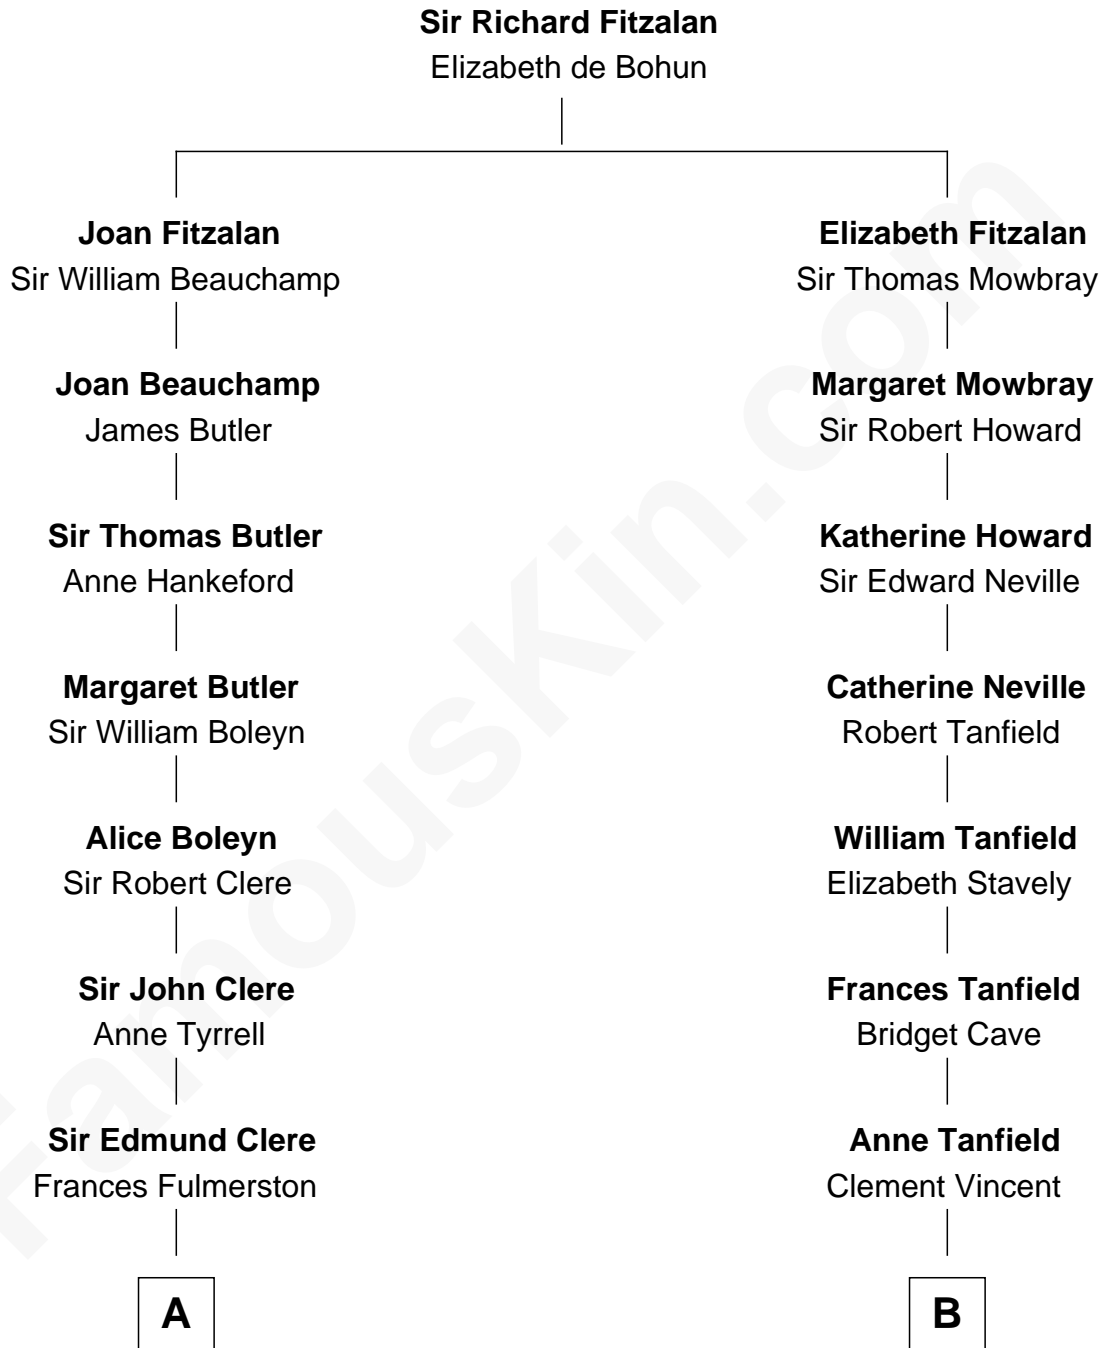 Sir Richard Fitzalan
Elizabeth de Bohun
Joan Fitzalan
Sir William Beauchamp
Elizabeth Fitzalan
Sir Thomas Mowbray
Joan Beauchamp
James Butler
Margaret Mowbray
Sir Robert Howard
Sir Thomas Butler
Anne Hankeford
Katherine Howard
Sir Edward Neville
Margaret Butler
Sir William Boleyn
Catherine Neville
Robert Tanfield
Alice Boleyn
Sir Robert Clere
William Tanfield
Elizabeth Stavely
Sir John Clere
Anne Tyrrell
Frances Tanfield
Bridget Cave
Sir Edmund Clere
Frances Fulmerston
Anne Tanfield
Clement Vincent
A
B
FamousKin.com